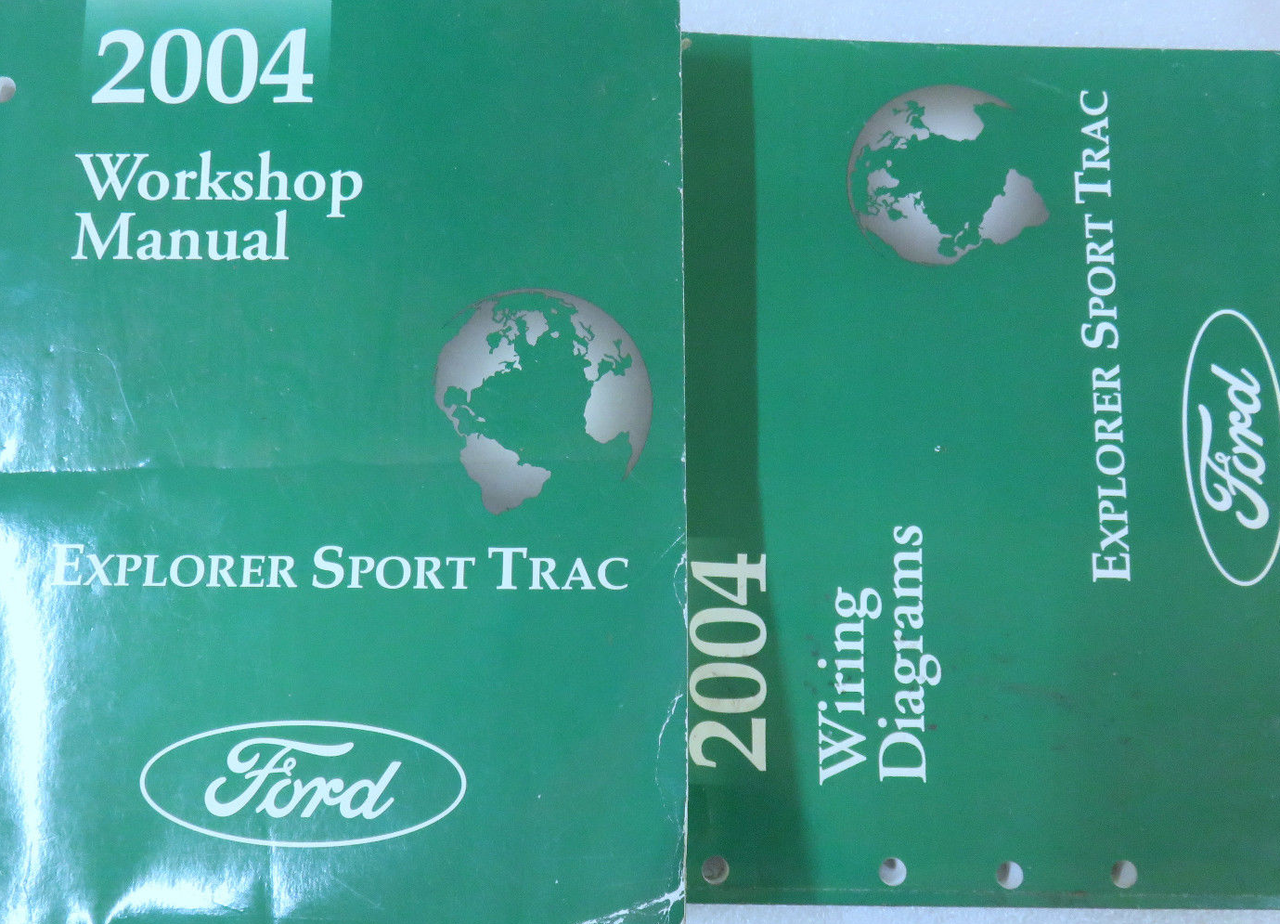 2004
Workshop
Manual
EXPLORER SPORT TRAC
Ford
2004
Wiring
Diagrams
EXPLORER SPORT TRAC
Ford